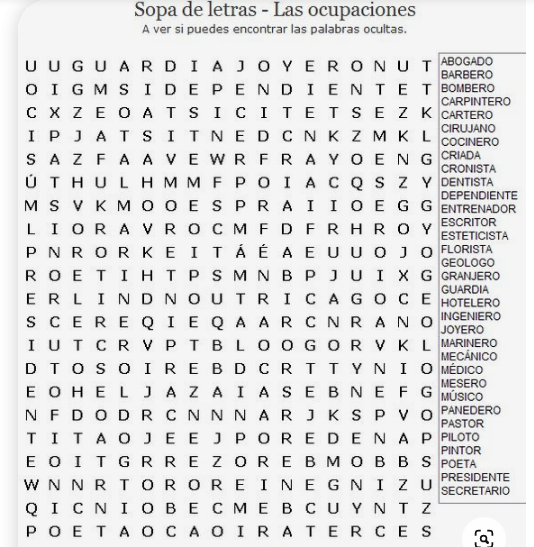 Sopa de letras - Las ocupaciones
A ver si puedes encontrar las palabras ocultas.
U U G U A R D I A J O Y E R O N U T
O I G M S I D E P E N D I E N T E T
C X Z E O A T S I C I T E T S E Z K
I P J A T S I T N E D C N K Z M K L
S A Z F A A V E W R F R A Y O E N G
Ú T H U L H M M F P O I A C Q S Z Y
M S V K M O O E S P R A I I O E G G
L I O R A V R O C M F D F R H R O Y
P N R O R K E I T Á É A E U U O J O
R O E T I H T P S M N B P J U I X G
E R L I N D N O U T R I C A G O C E
S C E R E Q I E Q A A R C N R A N O
I U T C R V P T B L O O G O R V K L
D T O S O I R E B D C R T T Y N I O
E O H E L J A Z A I A S E B N E F G
N F D O D R C N N N A R J K S P V O
T I T A O J E E J P O R E D E N A P
E O I T G R R E Z O R E B M O B B S
W N N R T O R O R E I N E G N I Z U
Q I C N I O B E C M E B C U Y N T Z
P O E T A O C A O I R A T E R C E S
ABOGADO
BARBERO
BOMBERO
CARPINTERO
CARTERO
CIRUJANO
COCINERO
CRIADA
CRONISTA
DENTISTA
DEPENDIENTE
ENTRENADOR
ESCRITOR
ESTETICISTA
FLORISTA
GEOLOGO
GRANJERO
GUARDIA
HOTELERO
INGENIERO
JOYERO
MARINERO
MECÁNICO
MÉDICO
MESERO
MÚSICO
PANEDERO
PASTOR
PILOTO
PINTOR
POETA
PRESIDENTE
SECRETARIO